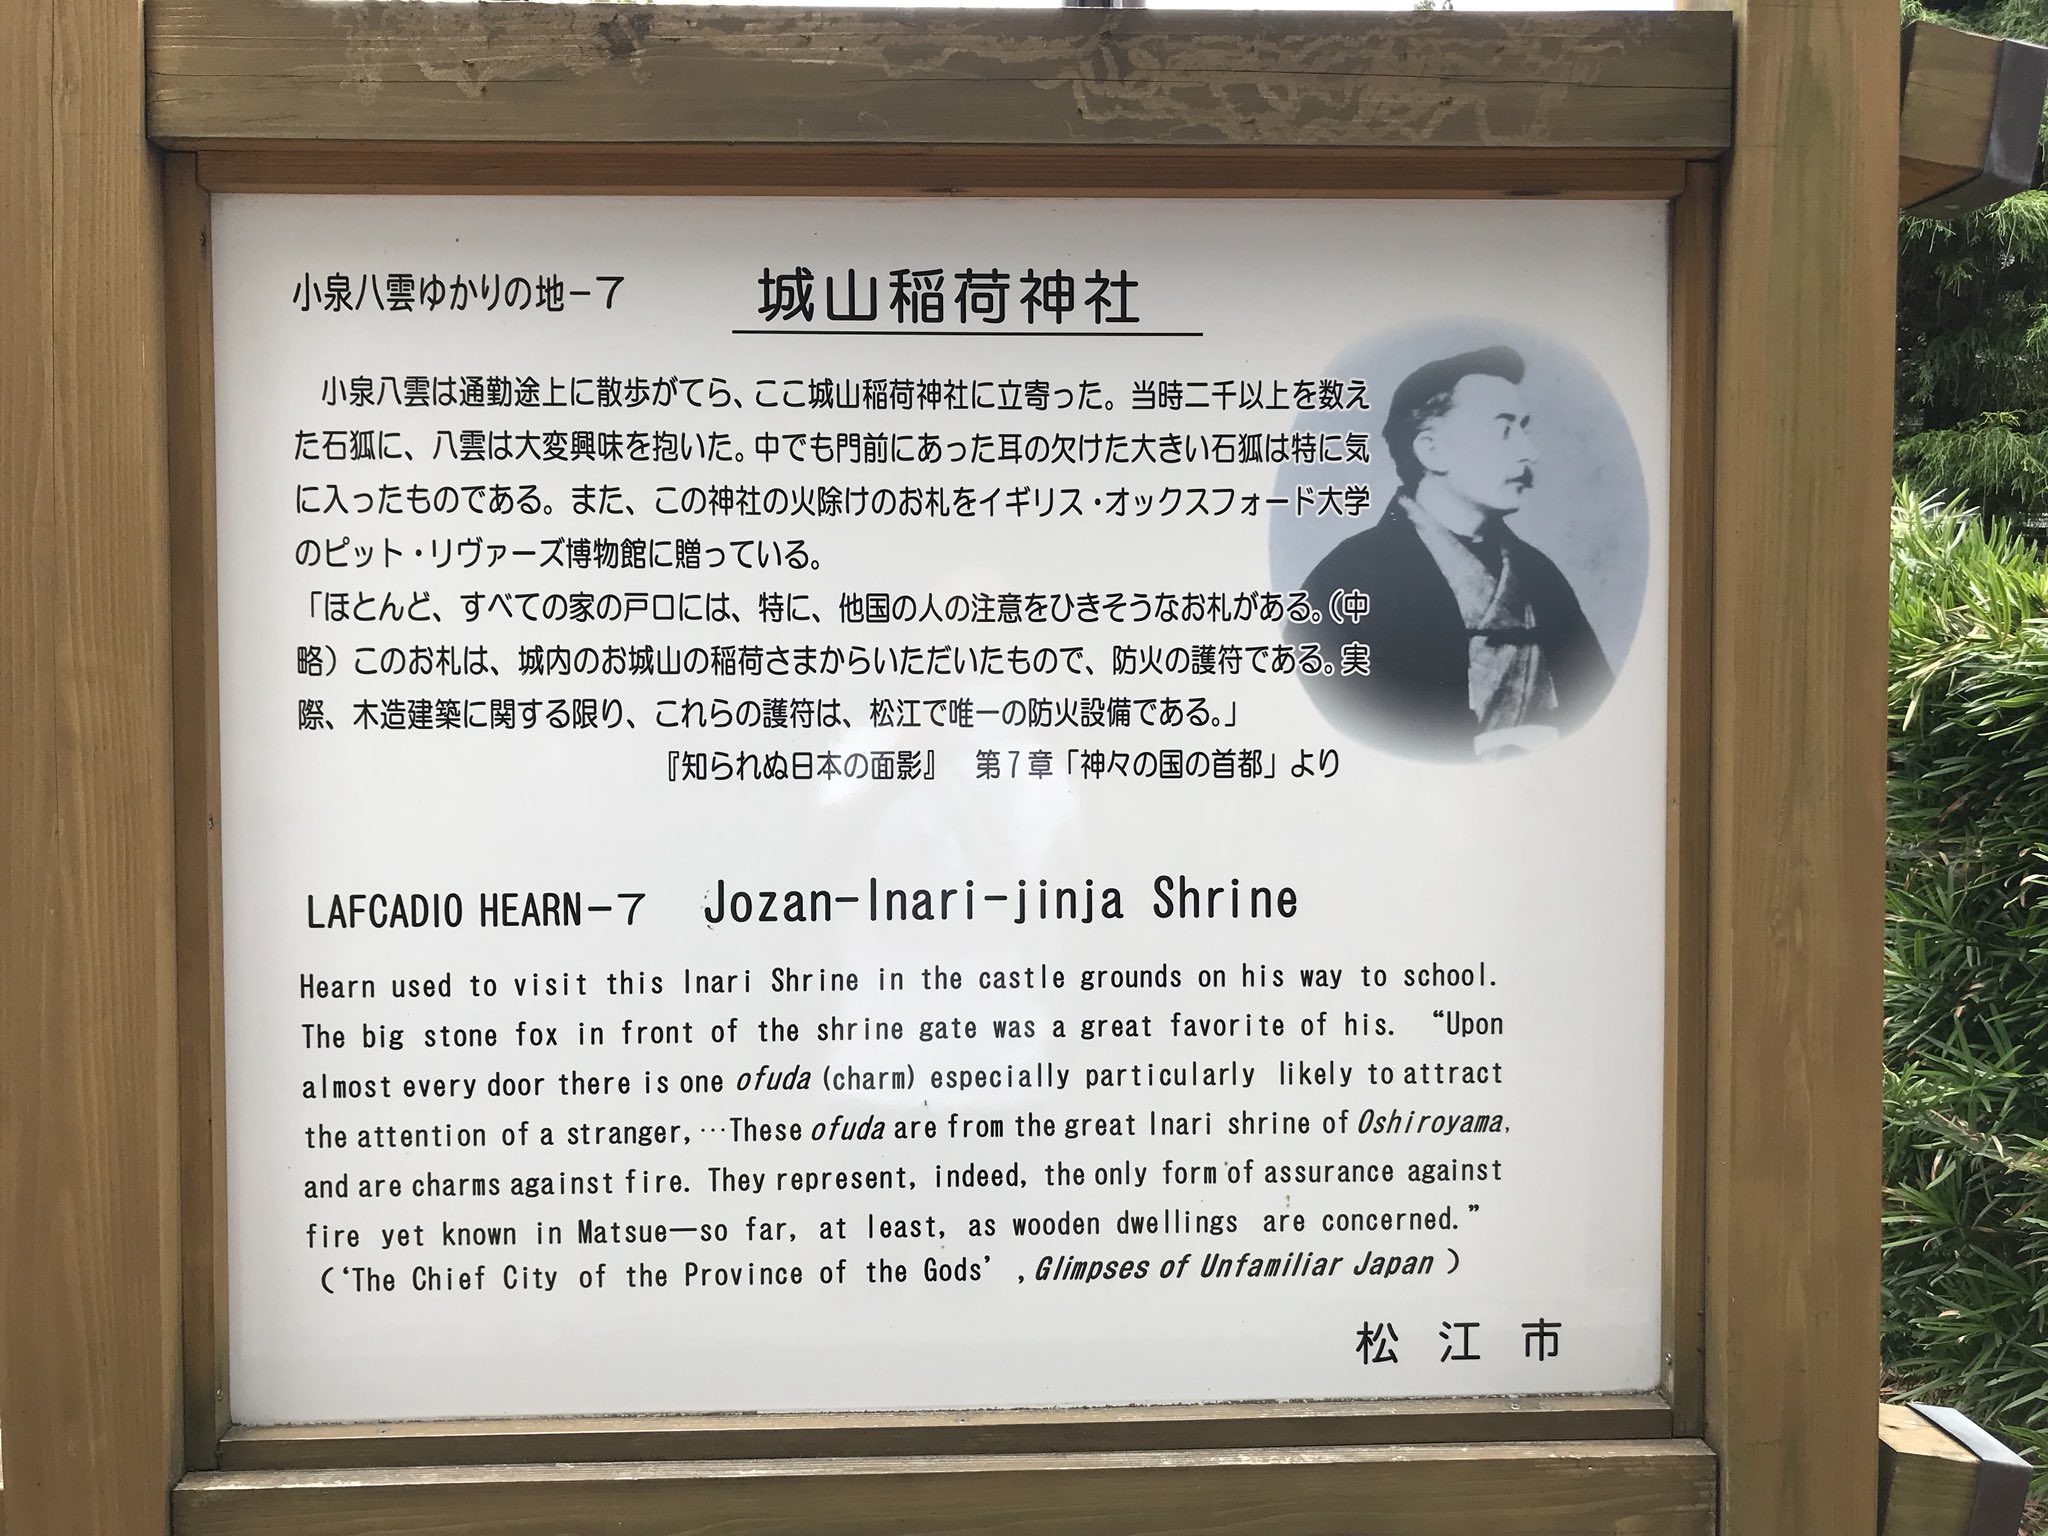 小泉八雲ゆかりの地－７　城山稲荷神社
小泉八雲は通勤途上に散歩がてら、ここ城山稲荷神社に立寄った。当時二千以上を数え
た石狐に、八雲は大変興味を抱いた。中でも門前にあった耳の欠けた大きい石狐は特に気
に入ったものである。また、この神社の火除けのお札をイギリス・オックスフォード大学
のピット・リヴァーズ博物館に贈っている。
「ほとんど、すべての家の戸口には、特に、他国の人の注意をひきそうなお札がある。（中
略）このお札は、城内のお城山の稲荷さまからいただいたもので、防火の護符である。実
際、木造建築に関する限り、これらの護符は、松江で唯一の防火設備である。」
『知られぬ日本の面影』　第７章「神々の国の首都」より
LAFCADIO HEARN－７ Jozan-Inari-jinja Shrine
Hearn used to visit this Inari Shrine in the castle grounds on his way to school.
The big stone fox in front of the shrine gate was a great favorite of his. “Upon
almost every door there is one ofuda (charm) especially particularly likely to attract
the attention of a stranger, …These ofuda are from the great Inari shrine of Oshiroyama,
and are charms against fire. They represent, indeed, the only form of assurance against
fire yet known in Matsue—so far, at least, as wooden dwellings are concerned.”
(‘The Chief City of the Province of the Gods’, Glimpses of Unfamiliar Japan )
松江市